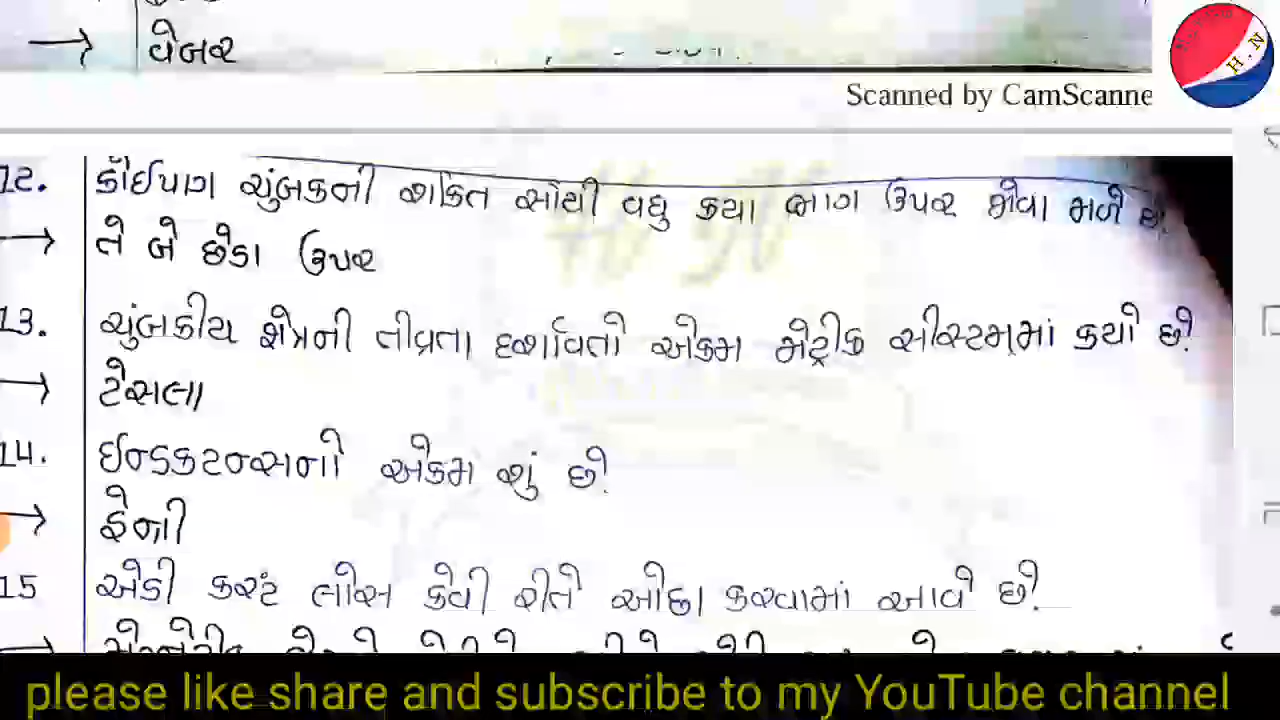 → વેબર
H.N
Scanned by CamScanne
12. કોઈપણ ચુંબકની શકિત સૌથી વધુ કયા ભાગ ઉપર જોવા મળે છે?
→ તે બે છેડા ઉપર
13. ચુંબકીય ક્ષેત્રની તીવ્રતા દર્શાવતો એકમ મેટ્રીક સીસ્ટમ્માં કયો છે?
→ ટેસલા
14. ઈન્ડકટન્સનો એકમ શું છે?
→ હેન્રી
15 એડી કરંટ લોસ કેવી રીતે ઓછા કરવામાં આવે છે?
please like share and subscribe to my YouTube channel